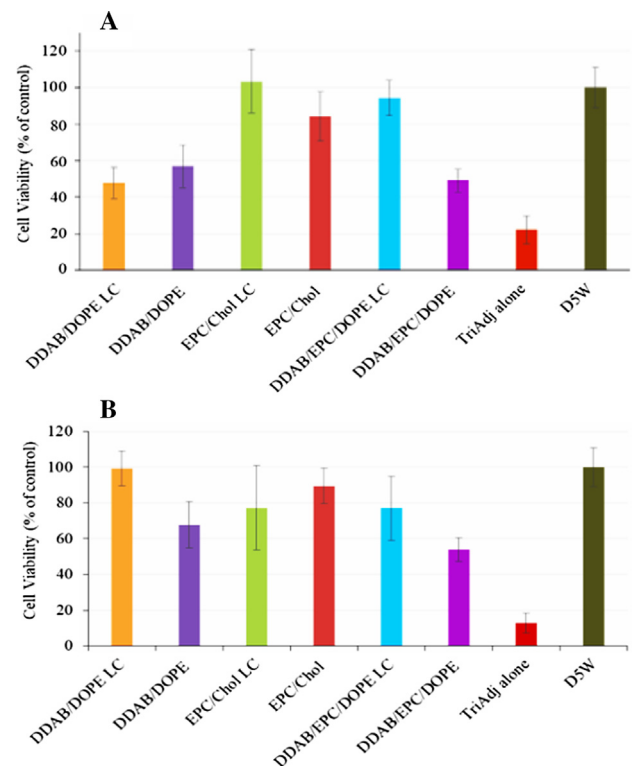 A
Cell Viability (% of control)
120
100
80
60
40
20
0
DDAB/DOPE LC
DDAB/DOPE
EPC/Chol LC
EPC/Chol
DDAB/EPC/DOPE LC
DDAB/EPC/DOPE
TriAdj alone
D5W
B
Cell Viability (% of control)
120
100
80
60
40
20
0
DDAB/DOPE LC
DDAB/DOPE
EPC/Chol LC
EPC/Chol
DDAB/EPC/DOPE LC
DDAB/EPC/DOPE
TriAdj alone
D5W